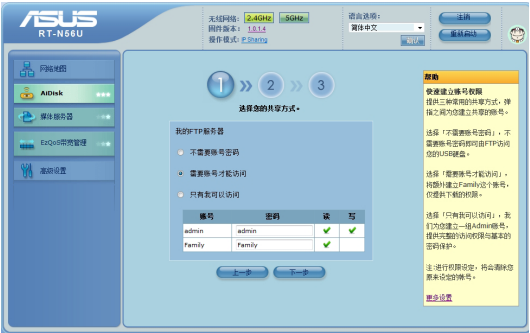 /SUS
RT-N56U
无线网络: 2.4GHz 5GHz
固件版本: 1.0.1.4
操作模式: IP Sharing
语言选项:
简体中文
注销
重新启动
网络地图
AiDisk
媒体服务器
EzQoS带宽管理
高级设置
1 » 2 » 3
选择您的共享方式。
我的FTP服务器
不需要账号密码
需要账号才能访问
只有我可以访问
账号 密码 读 写
admin admin
Family Family
上一步 下一步
帮助
快速建立账号权限
提供三种常用的共享方式，弹
指之间为您建立共享的账号。
选择「不需要账号密码」，不
需要账号密码即可由FTP访问
您的USB硬盘。
选择「需要账号才能访问」，
将额外建立Family这个账号，
仅提供下载的权限。
选择「只有我可以访问」，我
们为您建立一组Admin账号，
提供完整的访问权限与基本的
密码保护。
注:进行权限设定，将会清除您
原来设定的帐号。
更多设置